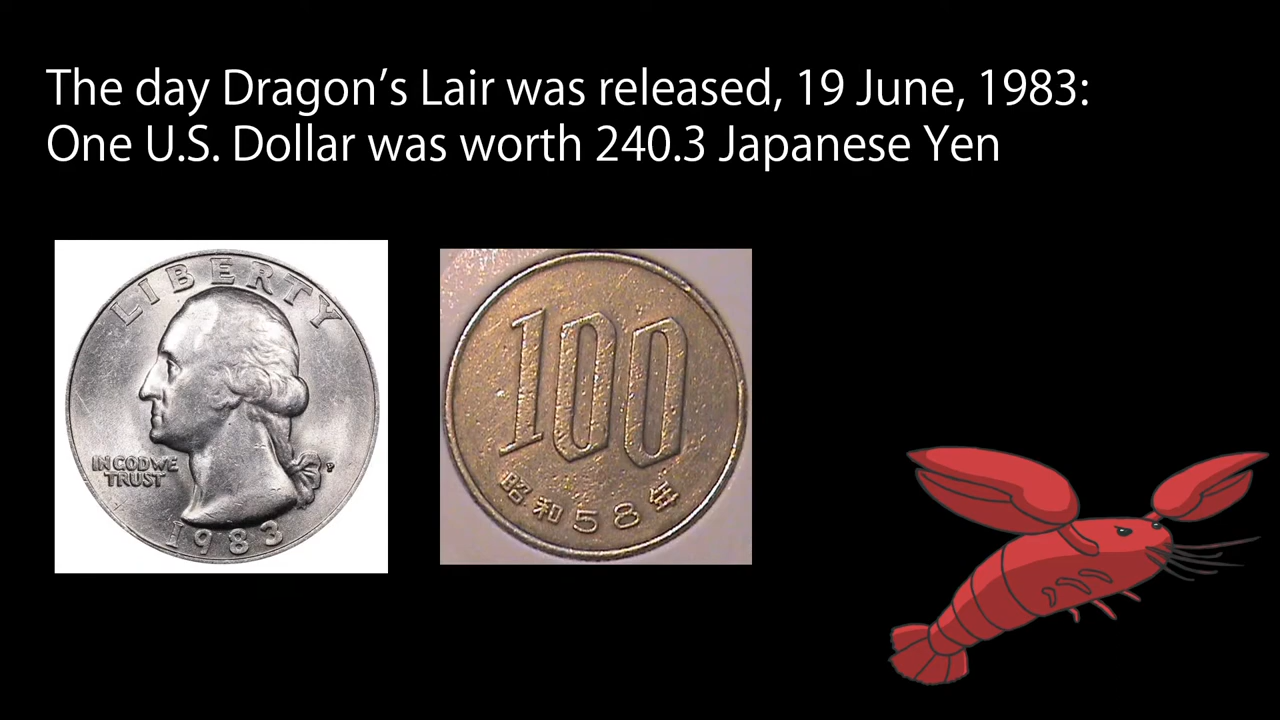 The day Dragon’s Lair was released, 19 June, 1983:
One U.S. Dollar was worth 240.3 Japanese Yen
LIBERTY
IN GOD WE
TRUST
P
1983
100
昭和58年